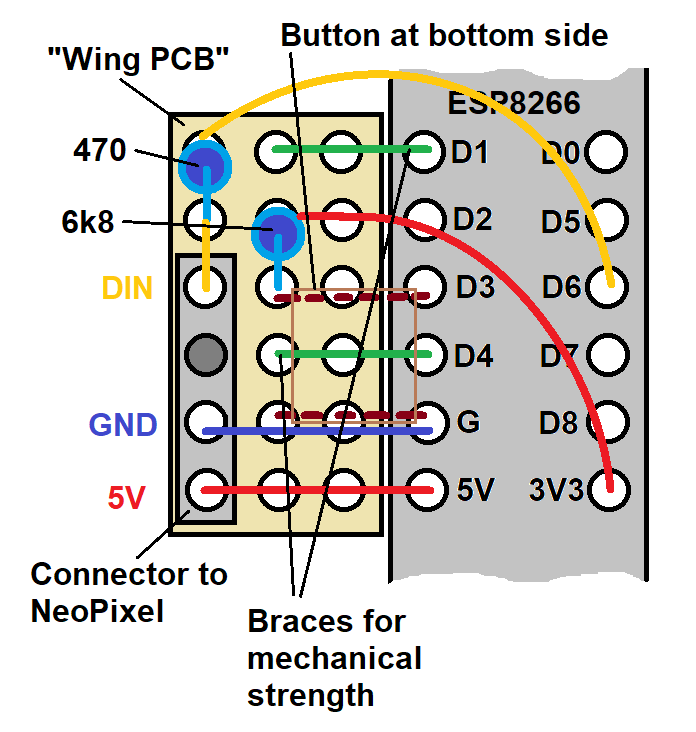 Button at bottom side
"Wing PCB"
ESP8266
470
D1 D0
6k8
D2 D5
DIN
D3 D6
D4 D7
GND
G D8
5V
5V 3V3
Connector to
NeoPixel
Braces for
mechanical
strength